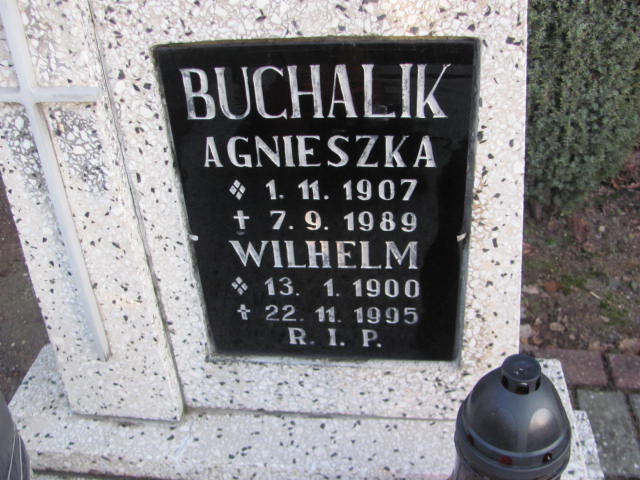 BUCHALIK
AGNIESZKA
❖ 1. 11. 1907
✝ 7. 9. 1989
WILHELM
❖ 13. 1. 1900
✝ 22. 11. 1995
R. I. P.